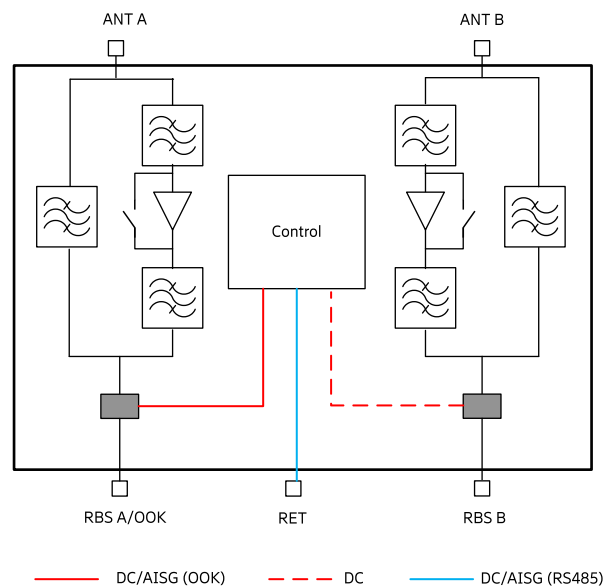 ANT A
ANT B
Control
RBS A/OOK
RET
RBS B
DC/AISG (OOK)
DC
DC/AISG (RS485)